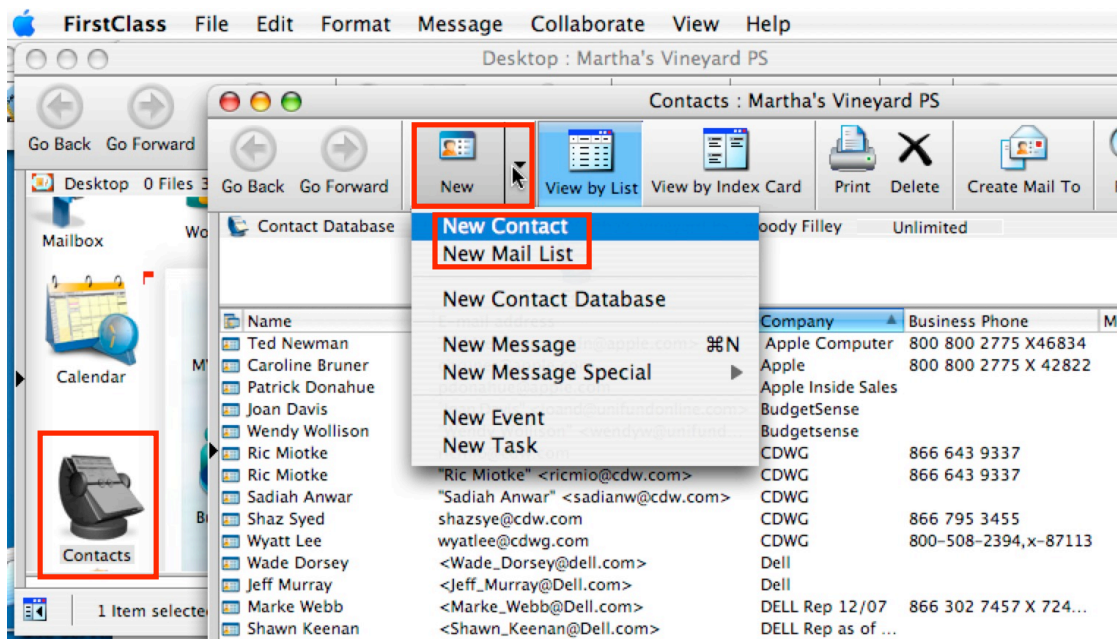 FirstClass File Edit Format Message Collaborate View Help
Desktop : Martha's Vineyard PS
Contacts : Martha's Vineyard PS
Go Back Go Forward
Go Back Go Forward New View by List View by Index Card Print Delete Create Mail To
Desktop 0 Files 3
Mailbox Wo
Calendar M
Contacts B
1 Item selecte
Contact Database oody Filley Unlimited
New Contact
New Mail List
New Contact Database
New Message ⌘N
New Message Special
New Event
New Task
Name E-mail address Company Business Phone M
Ted Newman Apple Computer 800 800 2775 X46834
Caroline Bruner Apple 800 800 2775 X 42822
Patrick Donahue Apple Inside Sales
Joan Davis BudgetSense
Wendy Wollison Budgetsense
Ric Miotke CDWG 866 643 9337
Ric Miotke "Ric Miotke" <ricmio@cdw.com> CDWG 866 643 9337
Sadiah Anwar "Sadiah Anwar" <sadianw@cdw.com> CDWG
Shaz Syed shazsye@cdw.com CDWG 866 795 3455
Wyatt Lee wyatlee@cdwg.com CDWG 800-508-2394,x-87113
Wade Dorsey <Wade_Dorsey@dell.com> Dell
Jeff Murray <Jeff_Murray@Dell.com> Dell
Marke Webb <Marke_Webb@Dell.com> DELL Rep 12/07 866 302 7457 X 724...
Shawn Keenan <Shawn_Keenan@Dell.com> DELL Rep as of ...